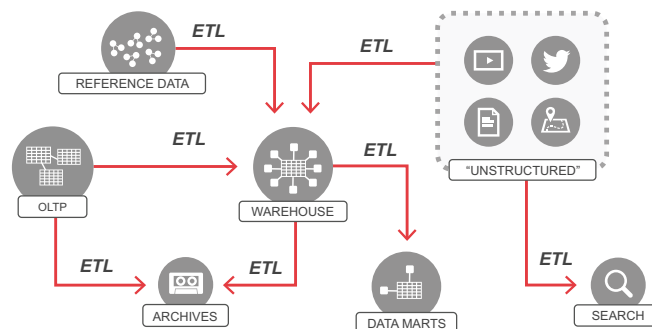 ETL
ETL
REFERENCE DATA
ETL
ETL
"UNSTRUCTURED"
OLTP
WAREHOUSE
ETL
ETL
ETL
ARCHIVES
DATA MARTS
SEARCH